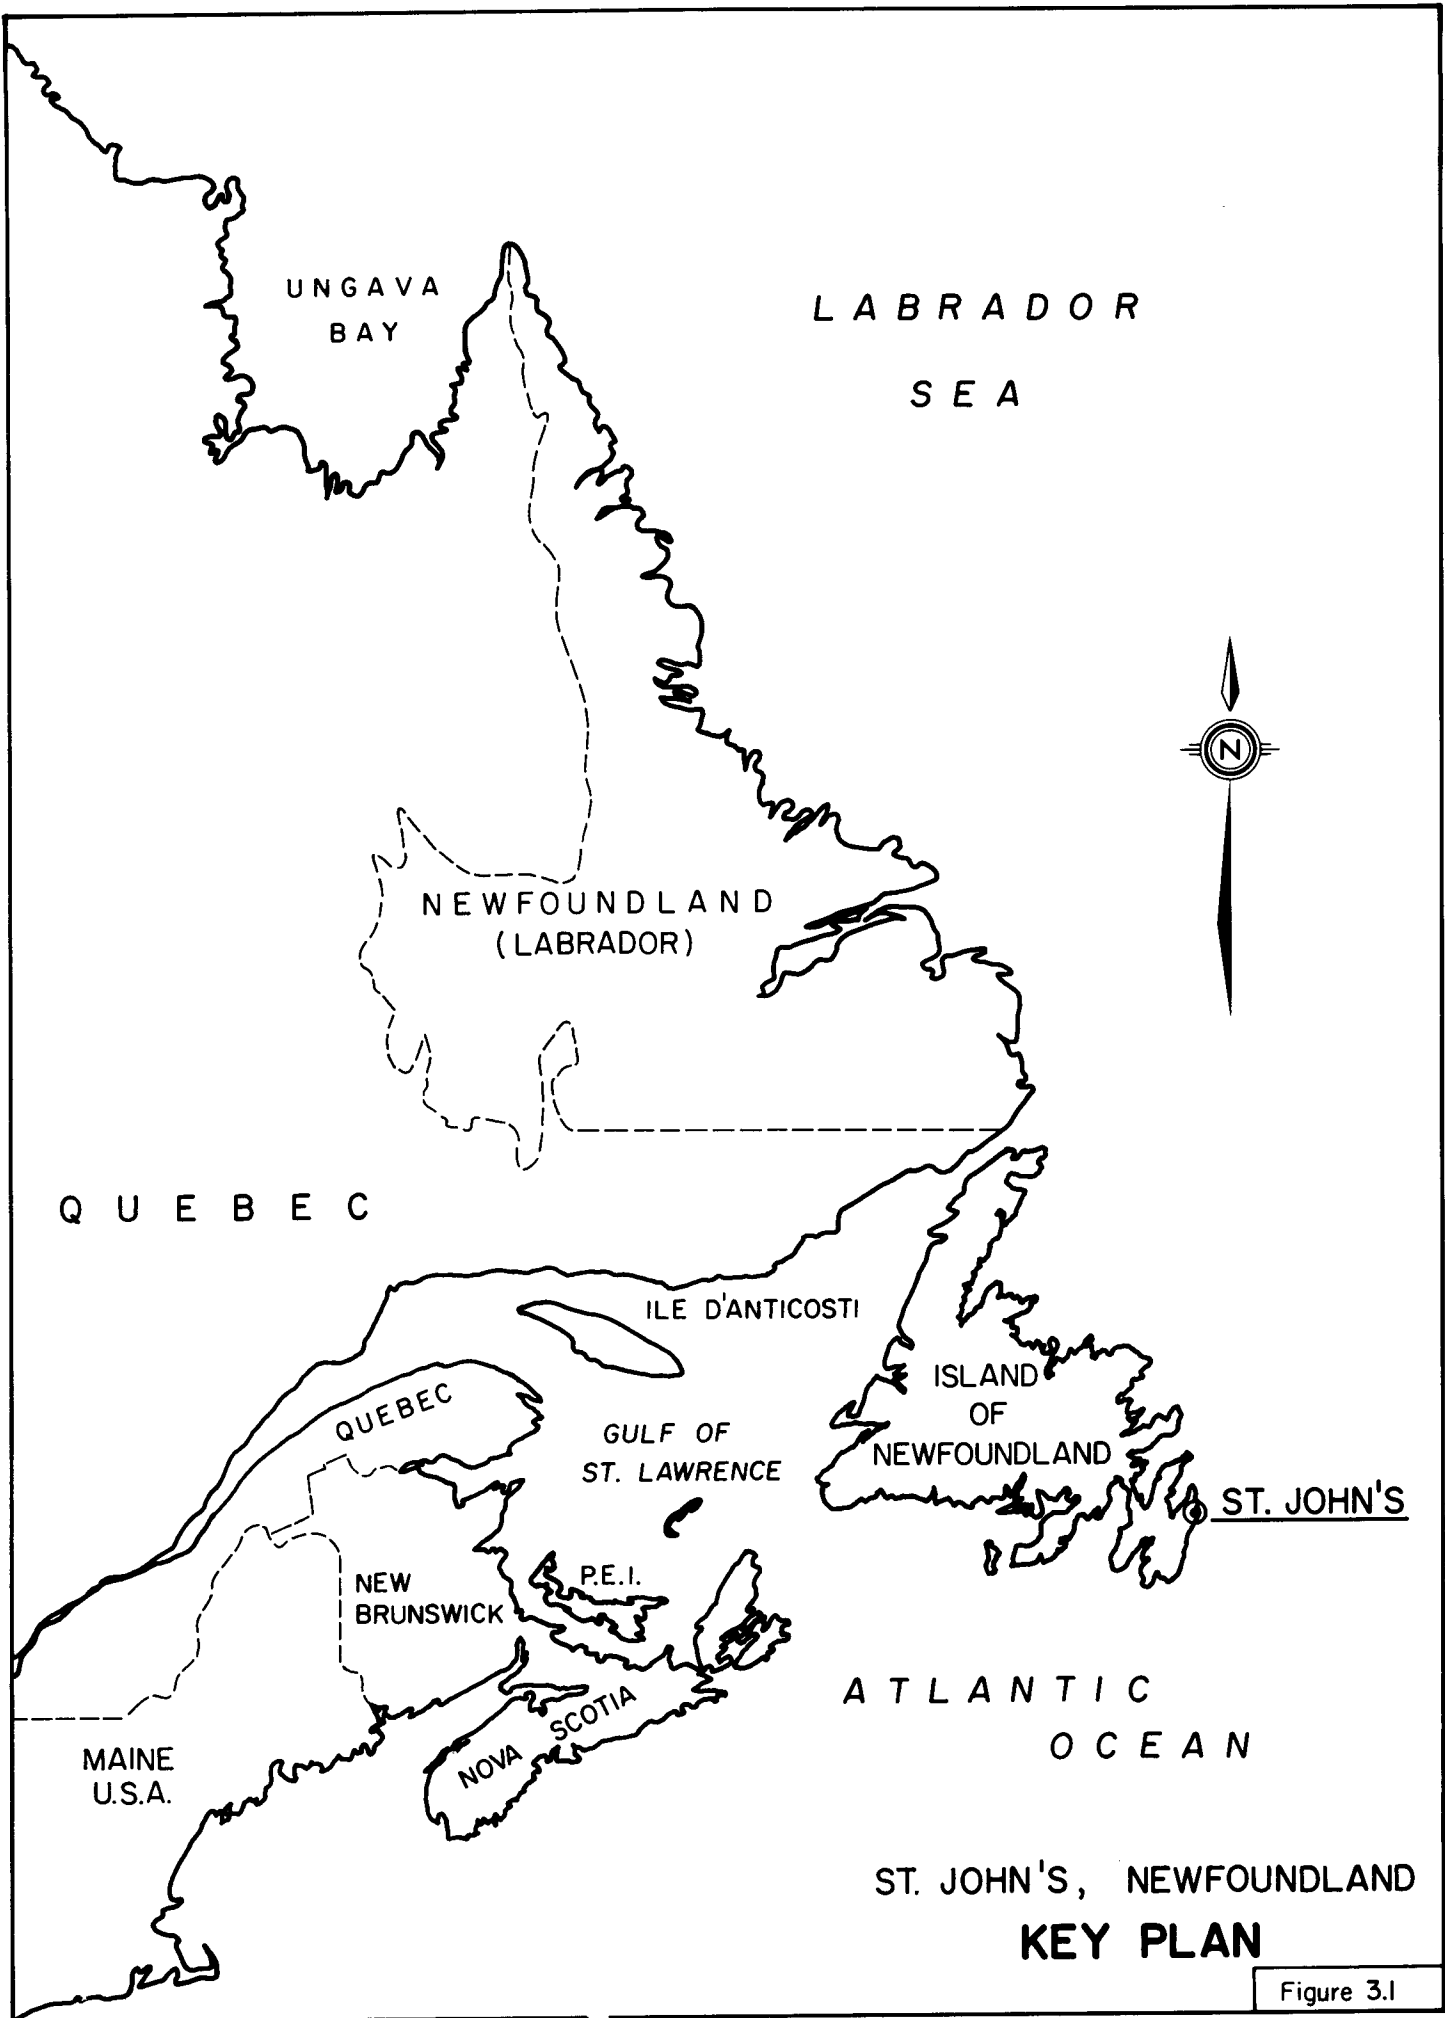 UNGAVA
BAY
LABRADOR
SEA
N
NEWFOUNDLAND
(LABRADOR)
QUEBEC
ILE D'ANTICOSTI
ISLAND
OF
NEWFOUNDLAND
QUEBEC
GULF OF
ST. LAWRENCE
ST. JOHN'S
P.E.I.
NEW
BRUNSWICK
NOVA SCOTIA
ATLANTIC
OCEAN
MAINE
U.S.A.
ST. JOHN'S, NEWFOUNDLAND
KEY PLAN
Figure 3.1